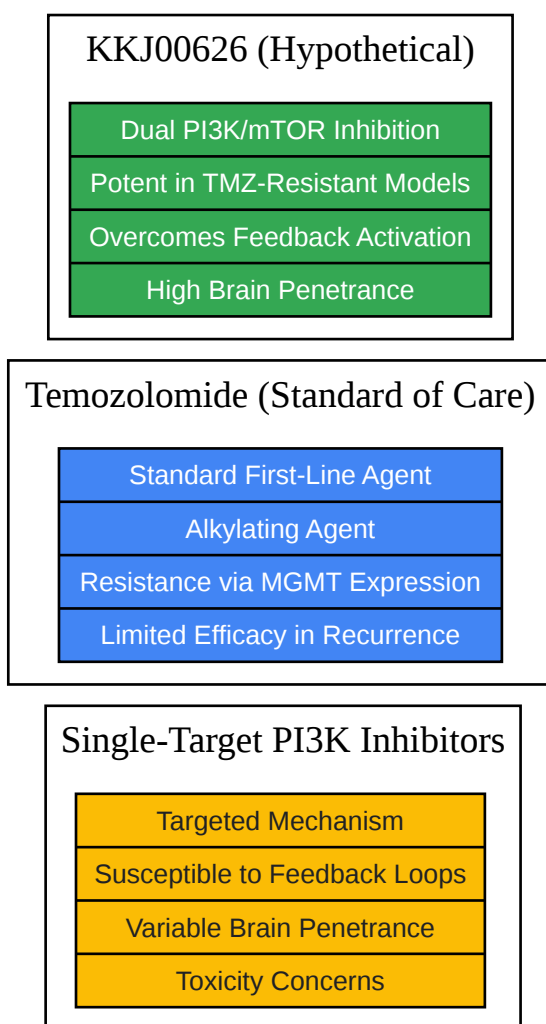 KKJ00626 (Hypothetical)
Dual PI3K/mTOR Inhibition
Potent in TMZ-Resistant Models
Overcomes Feedback Activation
High Brain Penetrance
Temozolomide (Standard of Care)
Standard First-Line Agent
Alkylating Agent
Resistance via MGMT Expression
Limited Efficacy in Recurrence
Single-Target PI3K Inhibitors
Targeted Mechanism
Susceptible to Feedback Loops
Variable Brain Penetrance
Toxicity Concerns